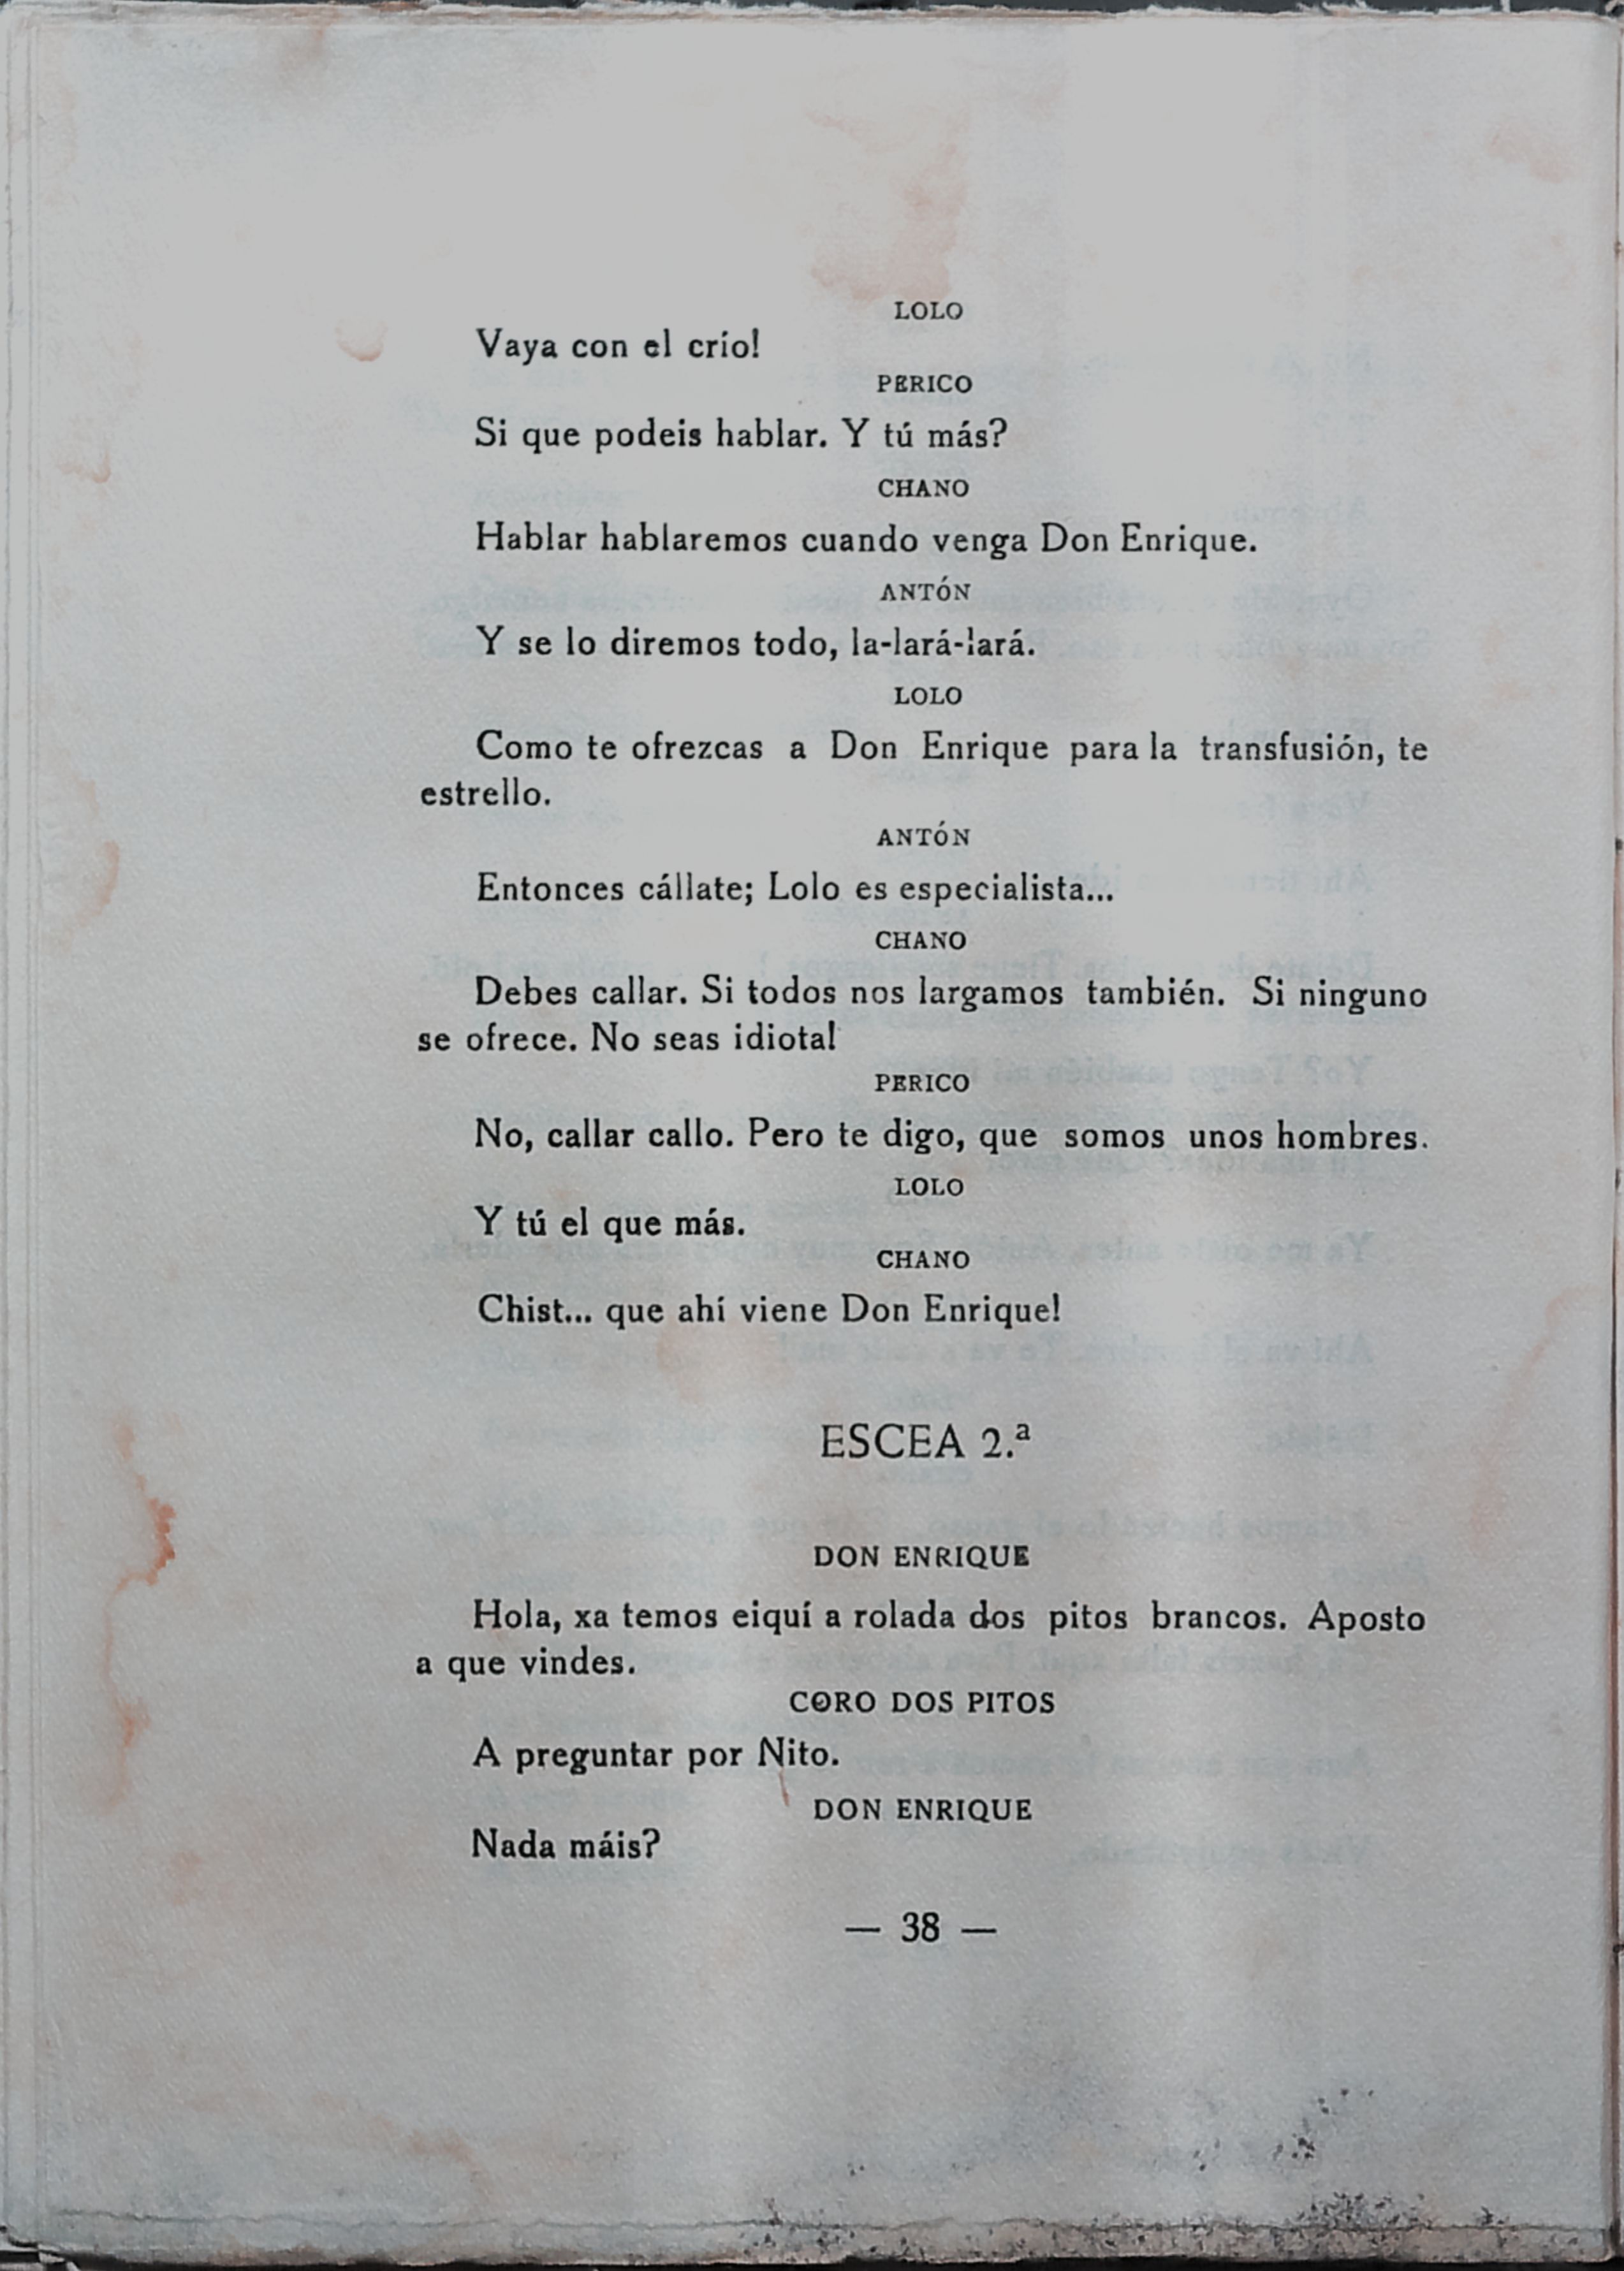 LOLO
Vaya con el crío!
PERICO
Si que podeis hablar. Y tú más?
CHANO
Hablar hablaremos cuando venga Don Enrique.
ANTÓN
Y se lo diremos todo, la-lará-lará.
LOLO
Como te ofrezcas a Don Enrique para la transfusión, te
estrello.
ANTÓN
Entonces cállate; Lolo es especialista...
CHANO
Debes callar. Si todos nos largamos también. Si ninguno
se ofrece. No seas idiota!
PERICO
No, callar callo. Pero te digo, que somos unos hombres.
LOLO
Y tú el que más.
CHANO
Chist... que ahí viene Don Enrique!
ESCEA 2.ª
DON ENRIQUE
Hola, xa temos eiquí a rolada dos pitos brancos. Aposto
a que vindes.
CORO DOS PITOS
A preguntar por Nito.
DON ENRIQUE
Nada máis?
— 38 —